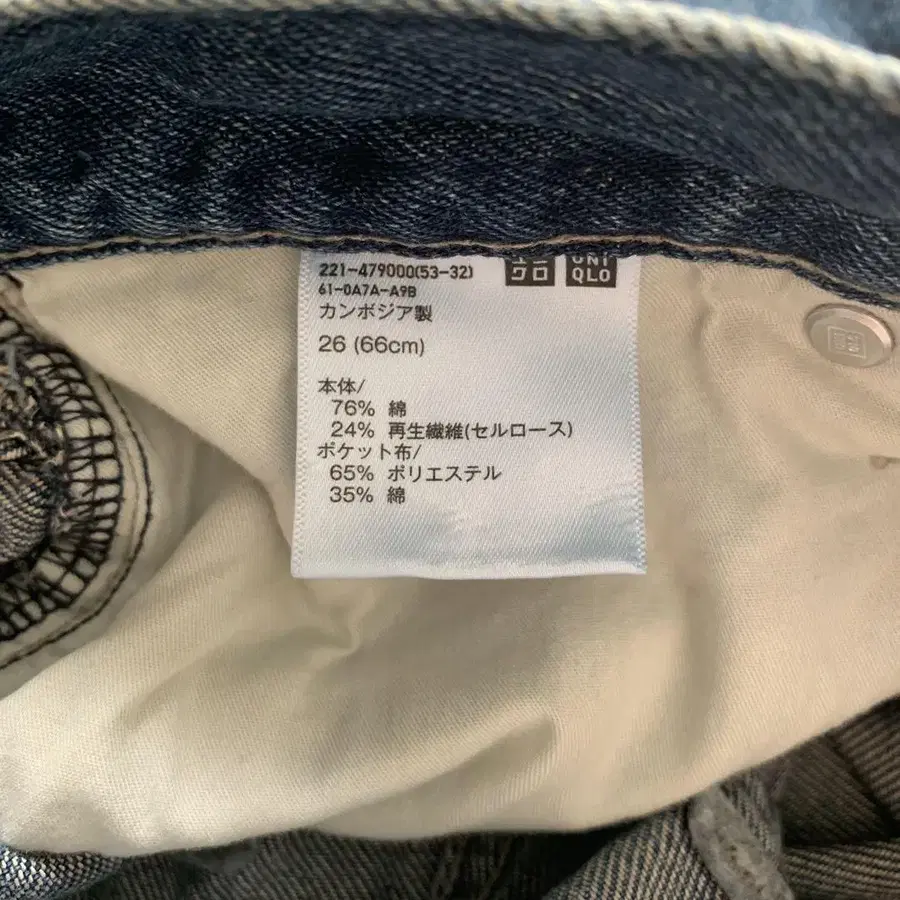 221-479000(53-32)
61-0A7A-A9B
カンボジア製
26 (66cm)
本体/
76% 綿
24% 再生繊維(セルロース)
ポケット布/
65% ポリエステル
35% 綿
ユニ
クロ
UNI
QLO